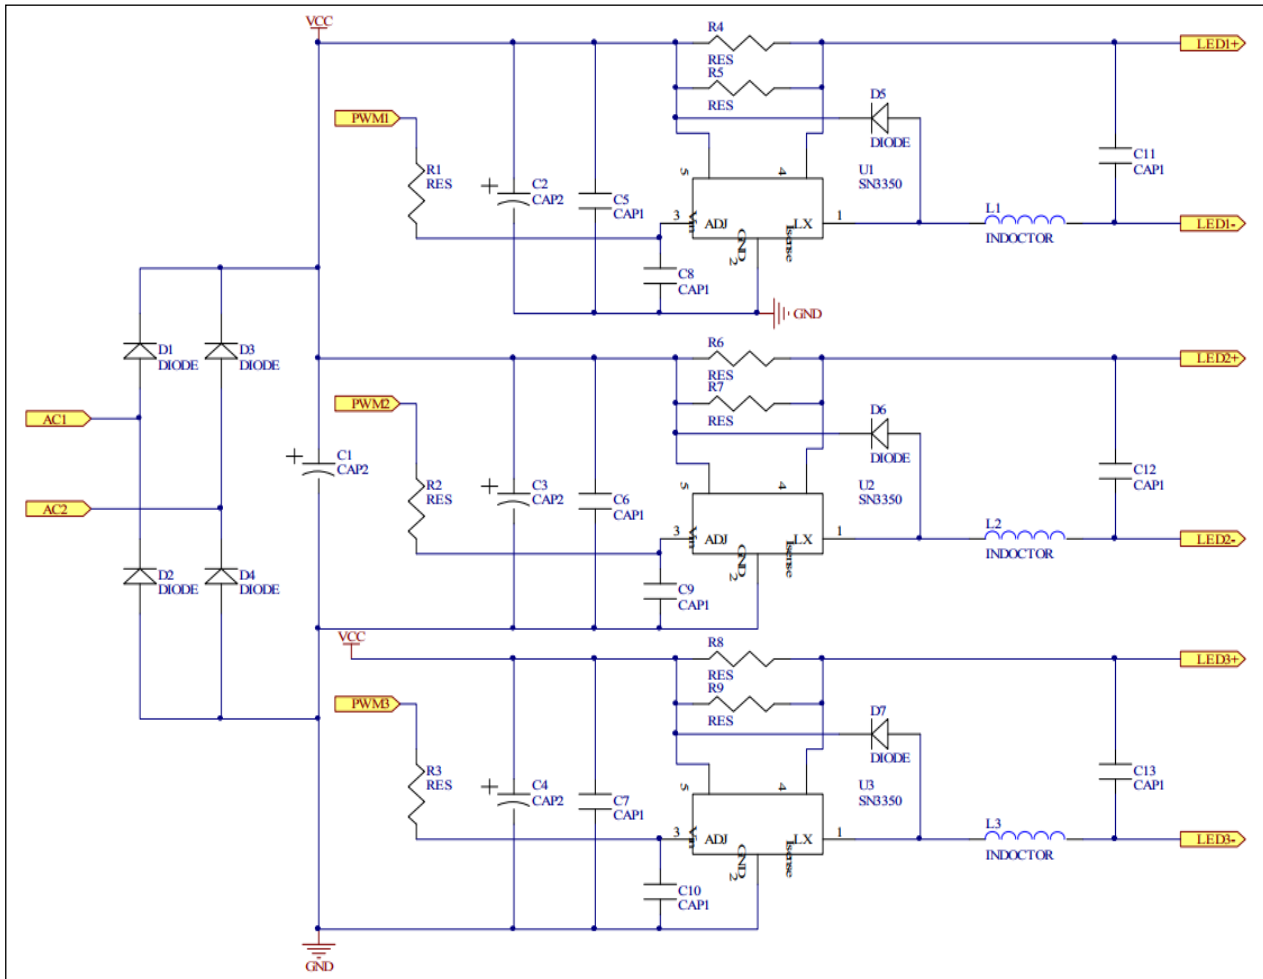 VCC
R4
RES
LED1+
R5
RES
D5
DIODE
PWM1
R1
RES
C2
CAP2
C5
CAP1
5
4
U1
SN3350
C11
CAP1
3
Vin
ADJ
GND
2
Isense
LX
1
L1
INDOCTOR
LED1-
C8
CAP1
GND
D1
DIODE
D3
DIODE
R6
RES
LED2+
R7
RES
D6
DIODE
AC1
PWM2
C1
CAP2
R2
RES
C3
CAP2
C6
CAP1
5
4
U2
SN3350
C12
CAP1
AC2
3
Vin
ADJ
GND
2
Isense
LX
1
L2
INDOCTOR
LED2-
D2
DIODE
D4
DIODE
C9
CAP1
VCC
R8
RES
LED3+
R9
RES
D7
DIODE
PWM3
R3
RES
C4
CAP2
C7
CAP1
5
4
U3
SN3350
C13
CAP1
3
Vin
ADJ
GND
2
Isense
LX
1
L3
INDOCTOR
LED3-
C10
CAP1
GND